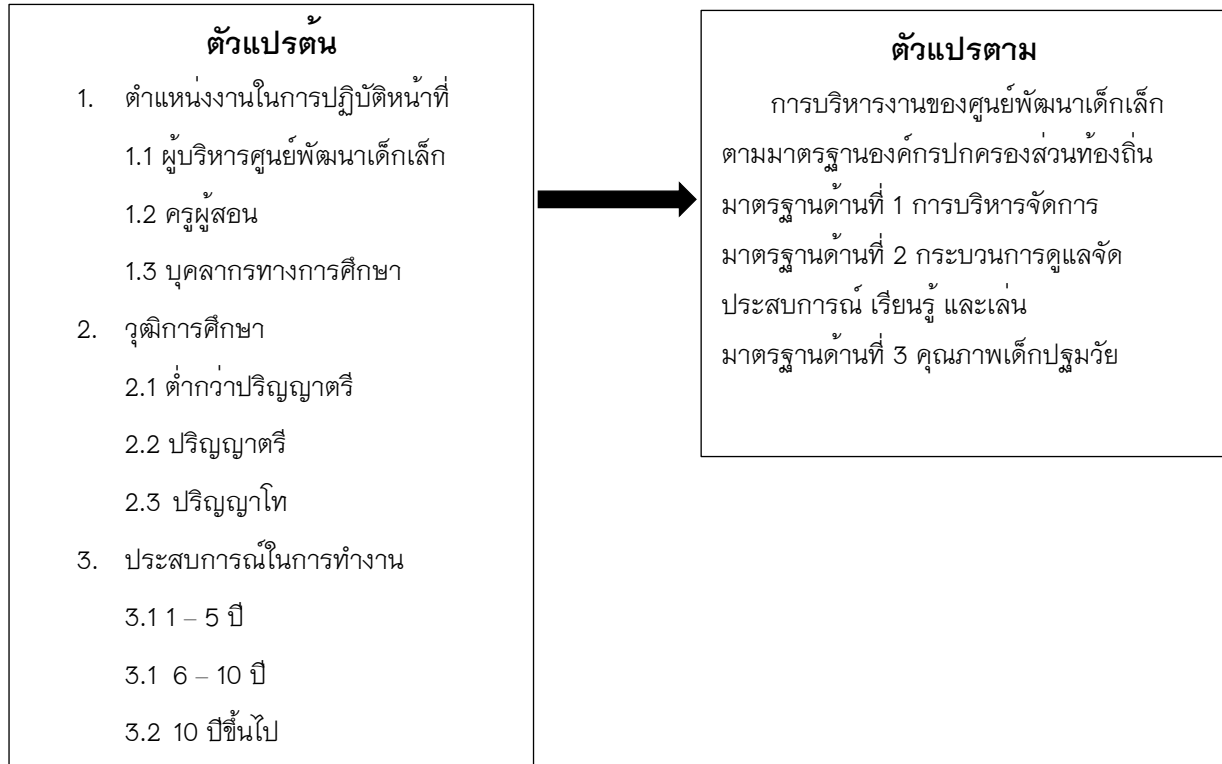 ตัวแปรต้น
1. ตำแหน่งงานในการปฏิบัติหน้าที่
1.1 ผู้บริหารศูนย์พัฒนาเด็กเล็ก
1.2 ครูผู้สอน
1.3 บุคลากรทางการศึกษา
2. วุฒิการศึกษา
2.1 ต่ำกว่าปริญญาตรี
2.2 ปริญญาตรี
2.3 ปริญญาโท
3. ประสบการณ์ในการทำงาน
3.1 1 – 5 ปี
3.1 6 – 10 ปี
3.2 10 ปีขึ้นไป
ตัวแปรตาม
การบริหารงานของศูนย์พัฒนาเด็กเล็ก
ตามมาตรฐานองค์กรปกครองส่วนท้องถิ่น
มาตรฐานด้านที่ 1 การบริหารจัดการ
มาตรฐานด้านที่ 2 กระบวนการดูแลจัด
ประสบการณ์ เรียนรู้ และเล่น
มาตรฐานด้านที่ 3 คุณภาพเด็กปฐมวัย